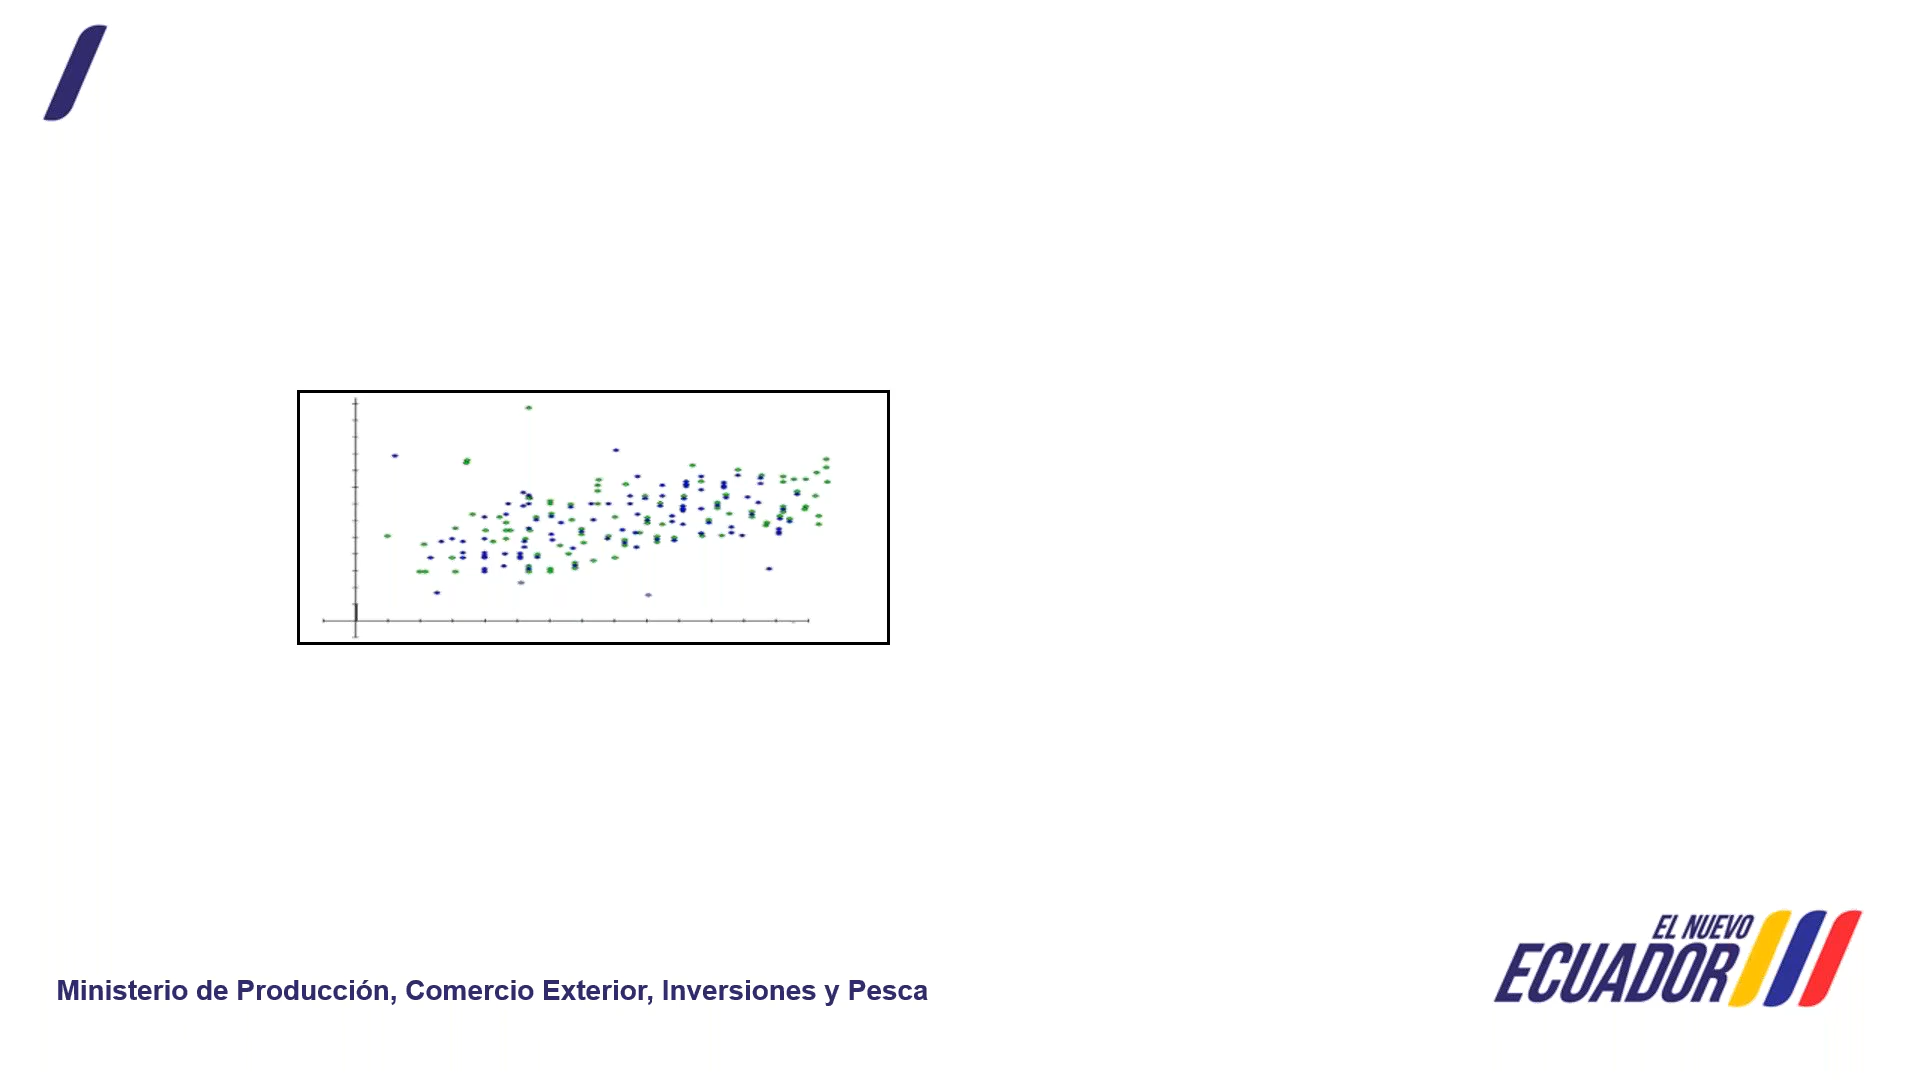 EL NUEVO
ECUADOR
Ministerio de Producción, Comercio Exterior, Inversiones y Pesca